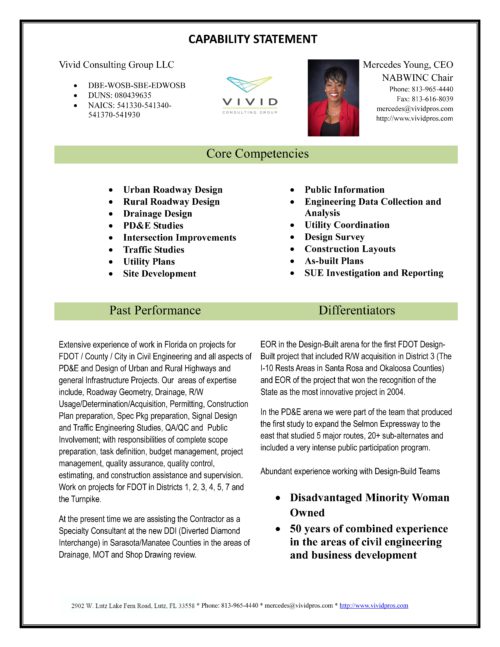 CAPABILITY STATEMENT
Vivid Consulting Group LLC
• DBE-WOSB-SBE-EDWOSB
• DUNS: 080439635
• NAICS: 541330-541340-
541370-541930
VIVID
CONSULTING GROUP
Mercedes Young, CEO
NABWINC Chair
Phone: 813-965-4440
Fax: 813-616-8039
mercedes@vividpros.com
http://www.vividpros.com
Core Competencies
• Urban Roadway Design
• Rural Roadway Design
• Drainage Design
• PD&E Studies
• Intersection Improvements
• Traffic Studies
• Utility Plans
• Site Development
• Public Information
• Engineering Data Collection and
Analysis
• Utility Coordination
• Design Survey
• Construction Layouts
• As-built Plans
• SUE Investigation and Reporting
Past Performance
Extensive experience of work in Florida on projects for
FDOT / County / City in Civil Engineering and all aspects of
PD&E and Design of Urban and Rural Highways and
general Infrastructure Projects. Our areas of expertise
include, Roadway Geometry, Drainage, R/W
Usage/Determination/Acquisition, Permitting, Construction
Plan preparation, Spec Pkg preparation, Signal Design
and Traffic Engineering Studies, QA/QC and Public
Involvement; with responsibilities of complete scope
preparation, task definition, budget management, project
management, quality assurance, quality control,
estimating, and construction assistance and supervision.
Work on projects for FDOT in Districts 1, 2, 3, 4, 5, 7 and
the Turnpike.
At the present time we are assisting the Contractor as a
Specialty Consultant at the new DDI (Diverted Diamond
Interchange) in Sarasota/Manatee Counties in the areas of
Drainage, MOT and Shop Drawing review.
Differentiators
EOR in the Design-Built arena for the first FDOT Design-
Built project that included R/W acquisition in District 3 (The
I-10 Rests Areas in Santa Rosa and Okaloosa Counties)
and EOR of the project that won the recognition of the
State as the most innovative project in 2004.
In the PD&E arena we were part of the team that produced
the first study to expand the Selmon Expressway to the
east that studied 5 major routes, 20+ sub-alternates and
included a very intense public participation program.
Abundant experience working with Design-Build Teams
• Disadvantaged Minority Woman
Owned
• 50 years of combined experience
in the areas of civil engineering
and business development
2902 W. Lutz Lake Fern Road, Lutz, FL 33558 * Phone: 813-965-4440 * mercedes@vividpros.com * http://www.vividpros.com